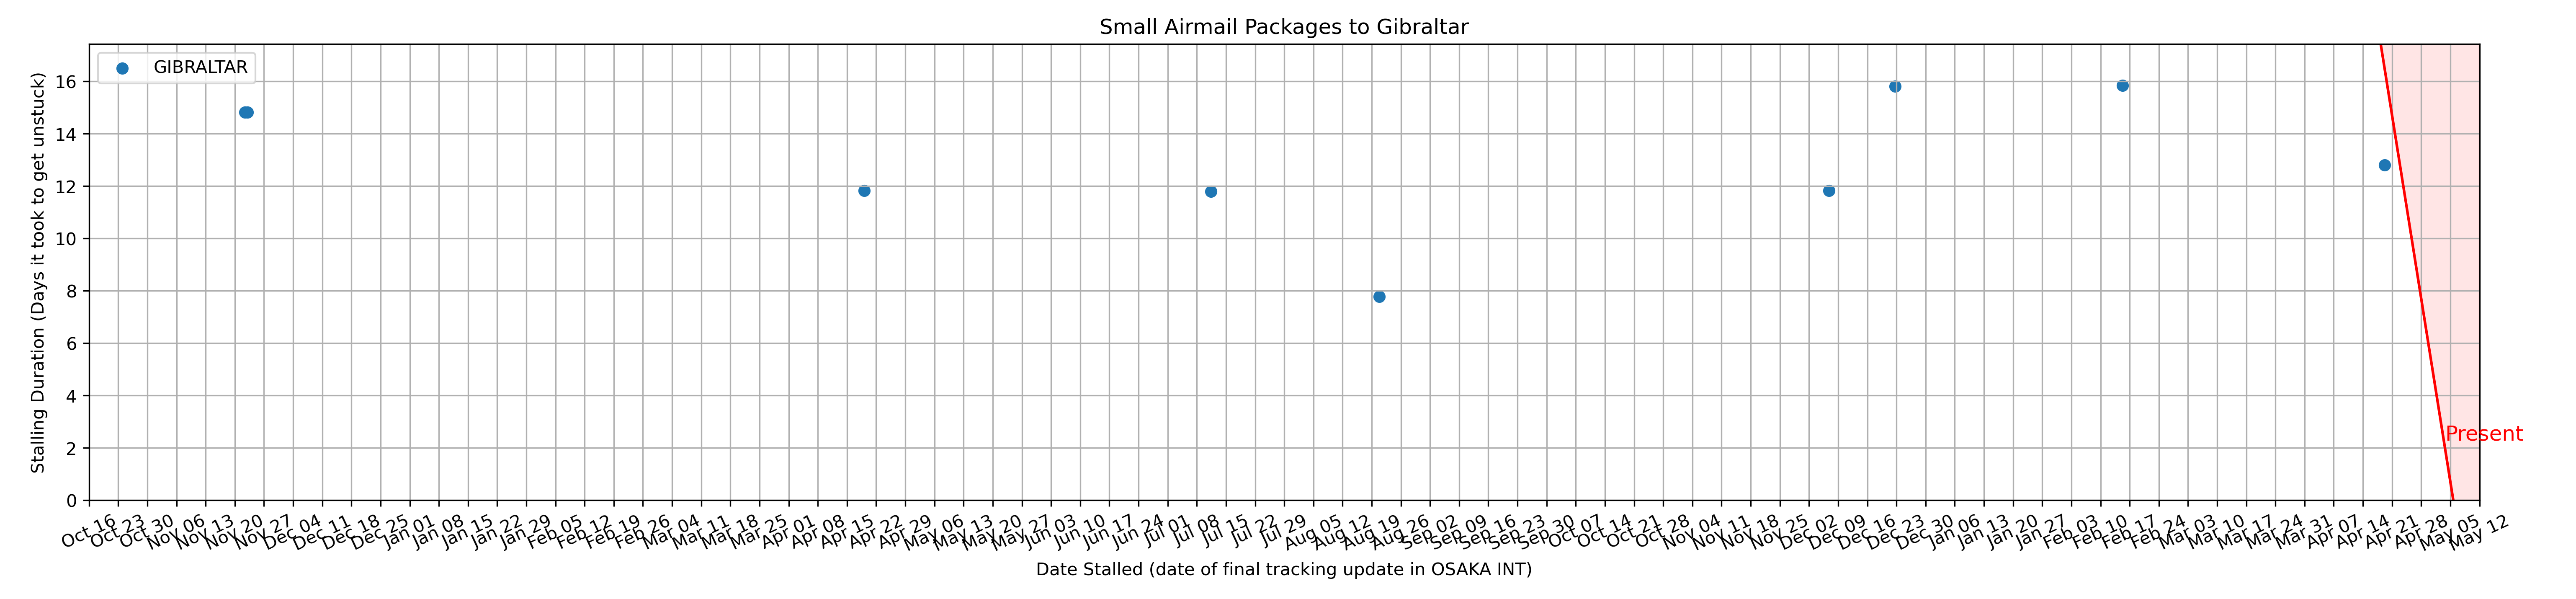 Small Airmail Packages to Gibraltar
GIBRALTAR
Stalling Duration (Days it took to get unstuck)
16
14
12
10
8
6
4
2
0
Present
Oct 16
Oct 23
Oct 30
Nov 06
Nov 13
Nov 20
Nov 27
Dec 04
Dec 11
Dec 18
Dec 25
Jan 01
Jan 08
Jan 15
Jan 22
Jan 29
Feb 05
Feb 12
Feb 19
Feb 26
Mar 04
Mar 11
Mar 18
Mar 25
Apr 01
Apr 08
Apr 15
Apr 22
Apr 29
May 06
May 13
May 20
May 27
Jun 03
Jun 10
Jun 17
Jun 24
Jul 01
Jul 08
Jul 15
Jul 22
Jul 29
Aug 05
Aug 12
Aug 19
Aug 26
Sep 02
Sep 09
Sep 16
Sep 23
Sep 30
Oct 07
Oct 14
Oct 21
Oct 28
Nov 04
Nov 11
Nov 18
Nov 25
Dec 02
Dec 09
Dec 16
Dec 23
Dec 30
Jan 06
Jan 13
Jan 20
Jan 27
Feb 03
Feb 10
Feb 17
Feb 24
Mar 03
Mar 10
Mar 17
Mar 24
Mar 31
Apr 07
Apr 14
Apr 21
Apr 28
May 05
May 12
Date Stalled (date of final tracking update in OSAKA INT)